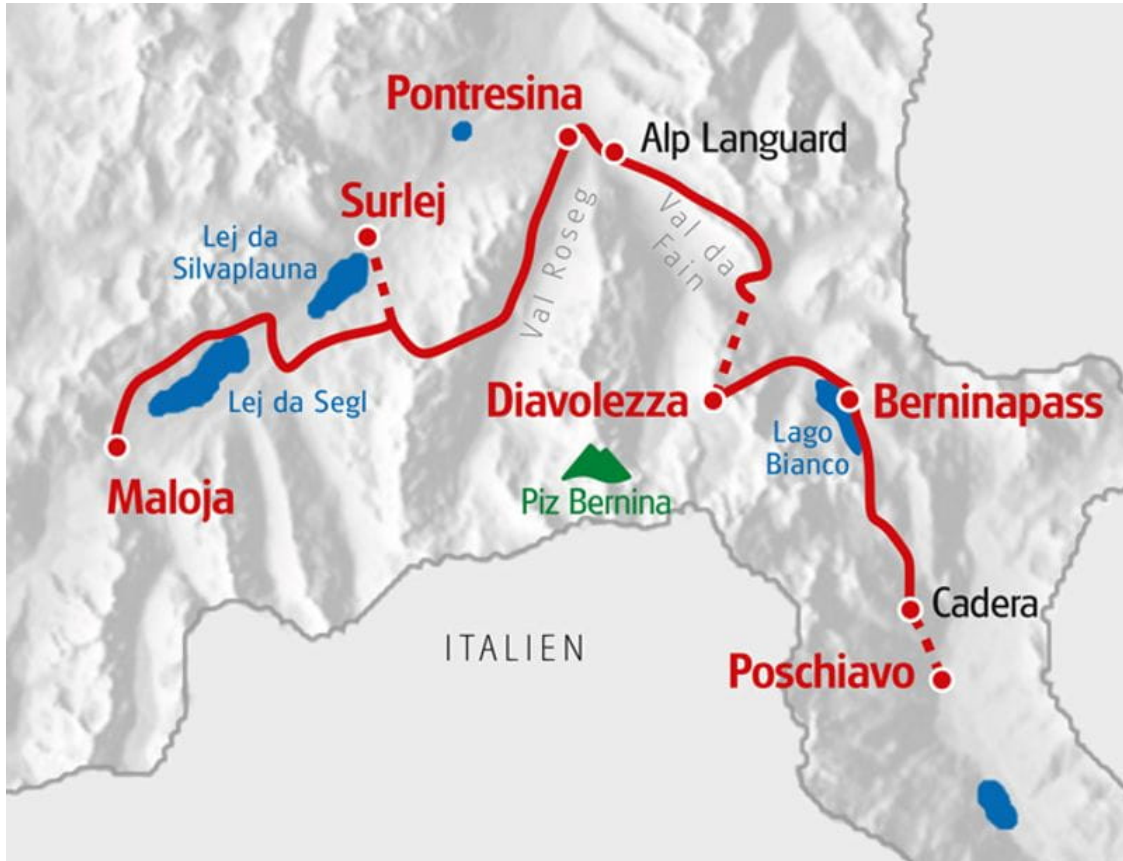 Pontresina
Alp Languard
Surlej
Lej da
Silvaplauna
Val Roseg
Val da
Fain
Lej da Segl
Diavolezza
Berninapass
Lago
Bianco
Maloja
Piz Bernina
Cadera
ITALIEN
Poschiavo